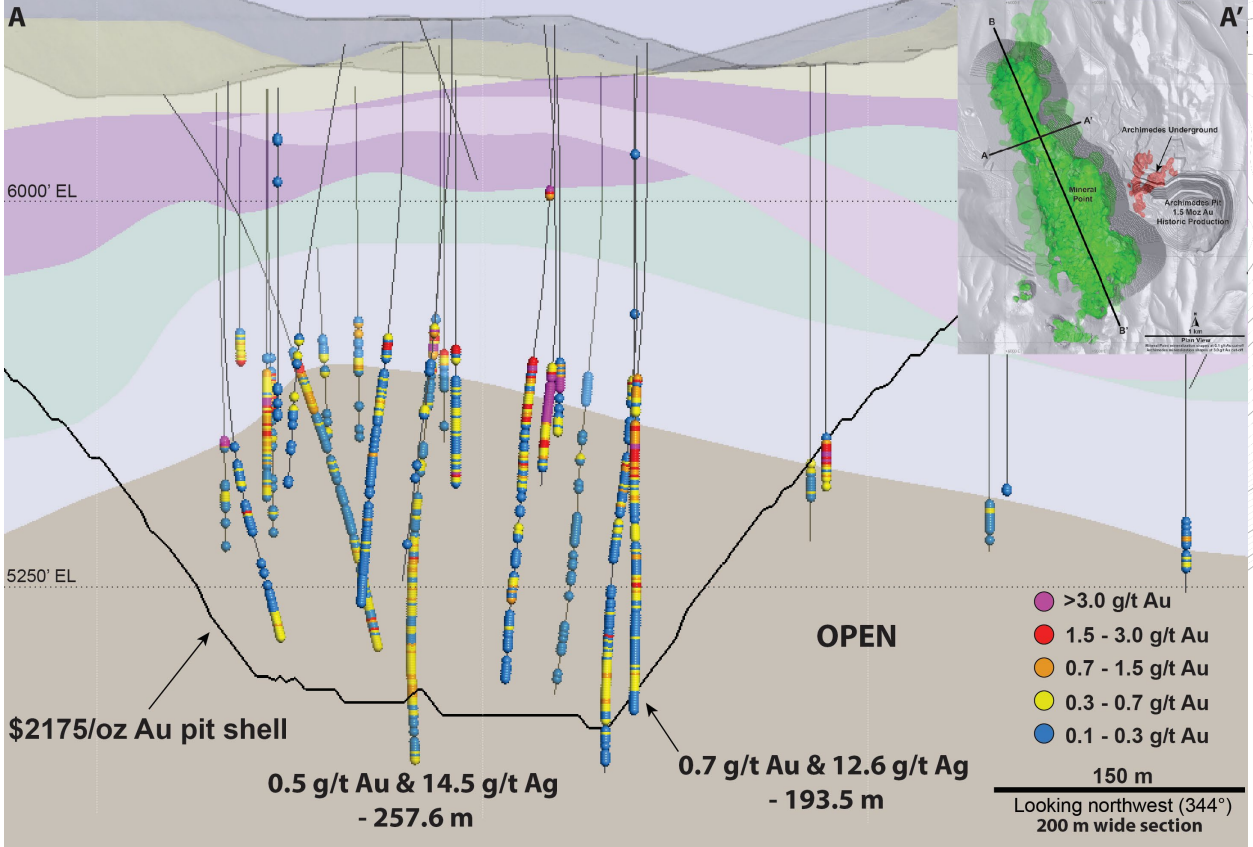 A
A'
6000' EL
5250' EL
B
A'
A
Archimedes Underground
Mineral
Point
Archimedes Pit
1.5 Moz Au
Historic Production
B'
N
1 km
Plan View
>3.0 g/t Au
1.5 - 3.0 g/t Au
0.7 - 1.5 g/t Au
0.3 - 0.7 g/t Au
0.1 - 0.3 g/t Au
OPEN
$2175/oz Au pit shell
0.5 g/t Au & 14.5 g/t Ag
- 257.6 m
0.7 g/t Au & 12.6 g/t Ag
- 193.5 m
150 m
Looking northwest (344°)
200 m wide section